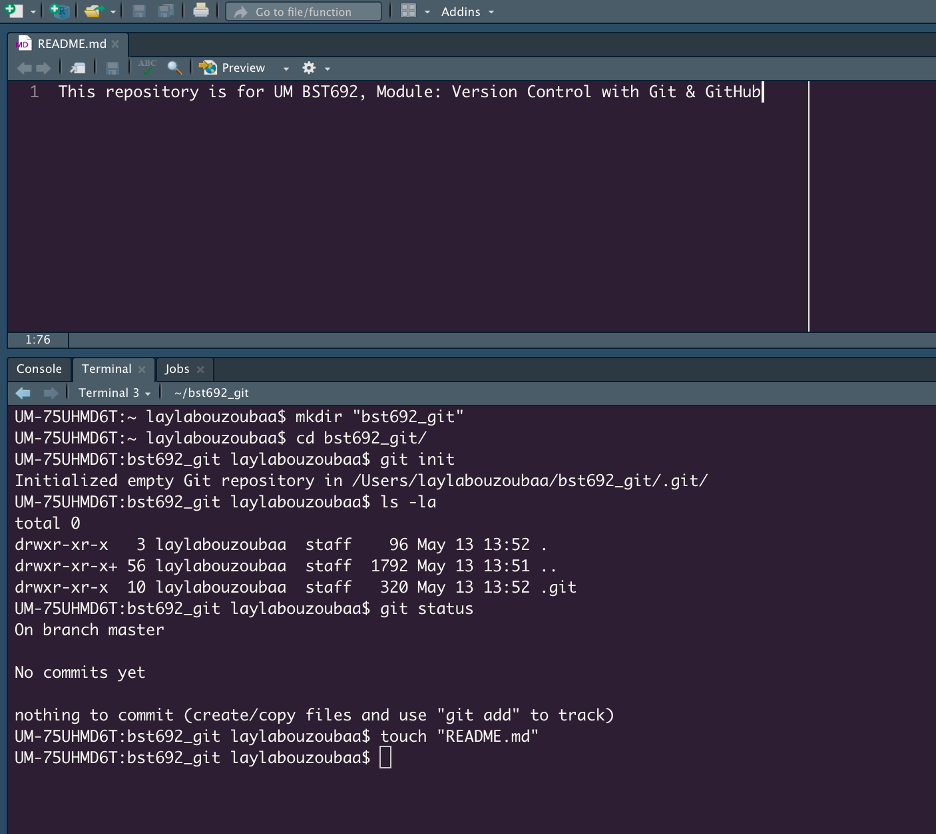 Go to file/function
Addins
README.md
ABC
Preview
1 This repository is for UM BST692, Module: Version Control with Git & GitHub
1:76
Console Terminal Jobs
Terminal 3 ~/bst692_git
UM-75UHMD6T:~ laylabouzoubaa$ mkdir "bst692_git"
UM-75UHMD6T:~ laylabouzoubaa$ cd bst692_git/
UM-75UHMD6T:bst692_git laylabouzoubaa$ git init
Initialized empty Git repository in /Users/laylabouzoubaa/bst692_git/.git/
UM-75UHMD6T:bst692_git laylabouzoubaa$ ls -la
total 0
drwxr-xr-x   3 laylabouzoubaa  staff    96 May 13 13:52 .
drwxr-xr-x+ 56 laylabouzoubaa  staff  1792 May 13 13:51 ..
drwxr-xr-x  10 laylabouzoubaa  staff   320 May 13 13:52 .git
UM-75UHMD6T:bst692_git laylabouzoubaa$ git status
On branch master
No commits yet
nothing to commit (create/copy files and use "git add" to track)
UM-75UHMD6T:bst692_git laylabouzoubaa$ touch "README.md"
UM-75UHMD6T:bst692_git laylabouzoubaa$